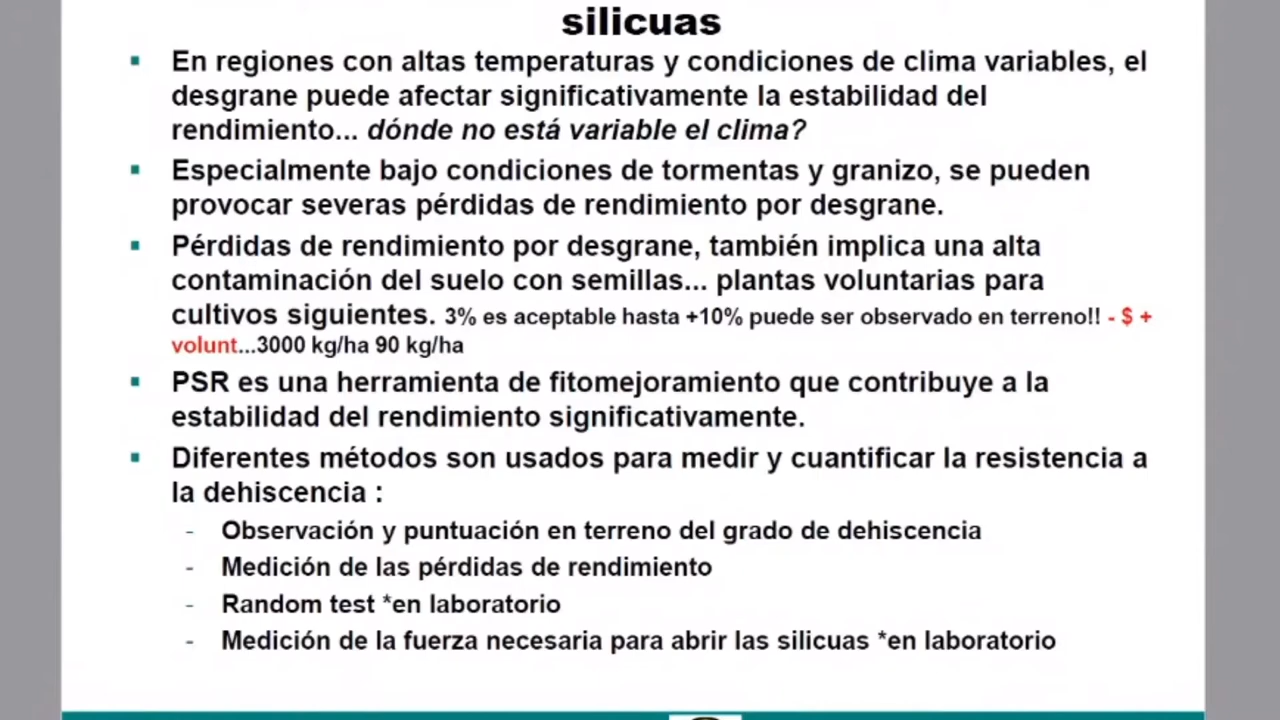 silicuas
▪ En regiones con altas temperaturas y condiciones de clima variables, el
desgrane puede afectar significativamente la estabilidad del
rendimiento... dónde no está variable el clima?
▪ Especialmente bajo condiciones de tormentas y granizo, se pueden
provocar severas pérdidas de rendimiento por desgrane.
▪ Pérdidas de rendimiento por desgrane, también implica una alta
contaminación del suelo con semillas... plantas voluntarias para
cultivos siguientes. 3% es aceptable hasta +10% puede ser observado en terreno!! - $ +
volunt...3000 kg/ha 90 kg/ha
▪ PSR es una herramienta de fitomejoramiento que contribuye a la
estabilidad del rendimiento significativamente.
▪ Diferentes métodos son usados para medir y cuantificar la resistencia a
la dehiscencia :
- Observación y puntuación en terreno del grado de dehiscencia
- Medición de las pérdidas de rendimiento
- Random test *en laboratorio
- Medición de la fuerza necesaria para abrir las silicuas *en laboratorio